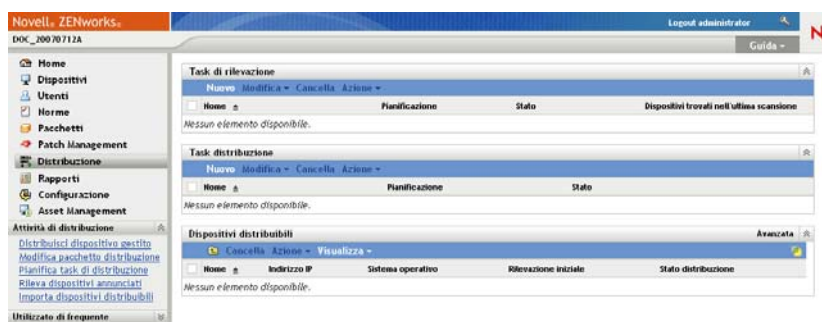 Novell® ZENworks®
Logout administrator
DOC_20070712A
N
Guida
Home
Dispositivi
Utenti
Norme
Pacchetti
Patch Management
Distribuzione
Rapporti
Configurazione
Asset Management
Attività di distribuzione
Distribuisci dispositivo gestito
Modifica pacchetto distribuzione
Pianifica task di distribuzione
Rileva dispositivi annunciati
Importa dispositivi distribuibili
Utilizzato di frequente
Task di rilevazione
Nuovo Modifica Cancella Azione
Nome Pianificazione Stato Dispositivi trovati nell'ultima scansione
Nessun elemento disponibile.
Task distribuzione
Nuovo Modifica Cancella Azione
Nome Pianificazione Stato
Nessun elemento disponibile.
Dispositivi distribuibili Avanzata
Cancella Azione Visualizza
Nome Indirizzo IP Sistema operativo Rilevazione iniziale Stato distribuzione
Nessun elemento disponibile.